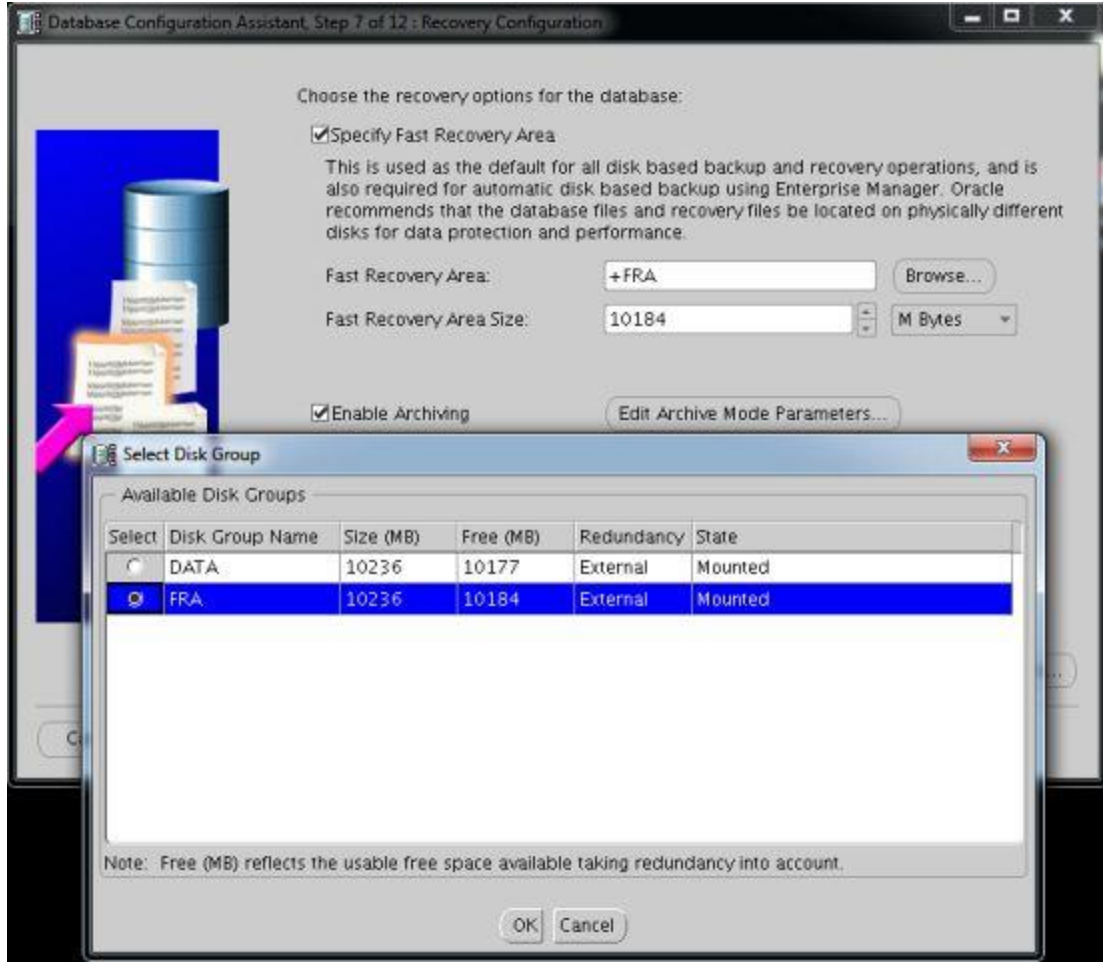 Database Configuration Assistant, Step 7 of 12 : Recovery Configuration
Choose the recovery options for the database:
Specify Fast Recovery Area
This is used as the default for all disk based backup and recovery operations, and is
also required for automatic disk based backup using Enterprise Manager. Oracle
recommends that the database files and recovery files be located on physically different
disks for data protection and performance.
Fast Recovery Area: +FRA Browse...
Fast Recovery Area Size: 10184 M Bytes
Enable Archiving Edit Archive Mode Parameters...
Select Disk Group
Available Disk Groups
Select Disk Group Name Size (MB) Free (MB) Redundancy State
DATA 10236 10177 External Mounted
FRA 10236 10184 External Mounted
Note: Free (MB) reflects the usable free space available taking redundancy into account.
OK Cancel